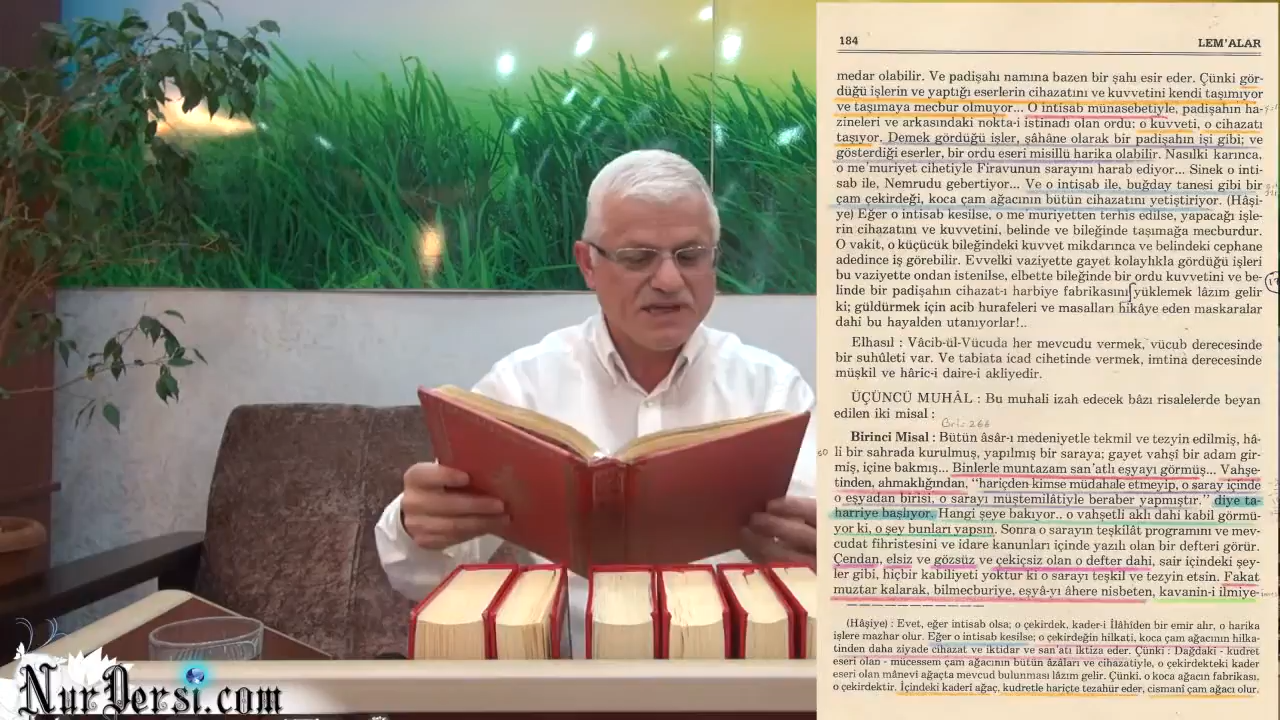 184
LEM'ALAR
medar olabilir. Ve padişahı namına bazen bir şahı esir eder. Çünki gör-
düğü işlerin ve yaptığı eserlerin cihazatını ve kuvvetini kendi taşımıyor
ve taşımaya mecbur olmuyor... O intisab münasebetiyle, padişahın ha-
zineleri ve arkasındaki nokta-i istinadı olan ordu; o kuvveti, o cihazatı
taşıyor. Demek gördüğü işler, şâhâne olarak bir padişahın işi gibi; ve
gösterdiği eserler, bir ordu eseri misillü harika olabilir. Nasılki karınca,
o me'muriyet cihetiyle Firavunun sarayını harab ediyor... Sinek o inti-
sab ile, Nemrudu gebertiyor... Ve o intisab ile, buğday tanesi gibi bir
çam çekirdeği, koca çam ağacının bütün cihazatını yetiştiriyor. (Hâşi-
ye) Eğer o intisab kesilse, o me'muriyetten terhis edilse, yapacağı işle-
rin cihazatını ve kuvvetini, belinde ve bileğinde taşımağa mecburdur.
O vakit, o küçücük bileğindeki kuvvet mikdarınca ve belindeki cephane
adedince iş görebilir. Evvelki vaziyette gayet kolaylıkla gördüğü işleri
bu vaziyette ondan istenilse, elbette bileğinde bir ordu kuvvetini ve be-
linde bir padişahın cihazat-ı harbiye fabrikasını yüklemek lâzım gelir
ki; güldürmek için acib hurafeleri ve masalları hikâye eden maskaralar
dahi bu hayalden utanıyorlar!..
Elhasıl : Vâcib-ül-Vücuda her mevcudu vermek, vücub derecesinde
bir suhûleti var. Ve tabiata icad cihetinde vermek, imtina derecesinde
müşkil ve hâric-i daire-i akliyedir.
ÜÇÜNCÜ MUHÂL : Bu muhali izah edecek bâzı risalelerde beyan
edilen iki misal :
Birinci Misal : Bütün âsâr-ı medeniyetle tekmil ve tezyin edilmiş, hâ-
li bir sahrada kurulmuş, yapılmış bir saraya; gayet vahşî bir adam gir-
miş, içine bakmış... Binlerle muntazam san'atlı eşyayı görmüş... Vahşe-
tinden, ahmaklığından, "hariçden kimse müdahale etmeyip, o saray içinde
o eşyadan birisi, o sarayı müştemilâtiyle beraber yapmıştır." diye ta-
harriye başlıyor. Hangi şeye bakıyor.. o vahşetli aklı dahi kabil görmü-
yor ki, o şey bunları yapsın. Sonra o sarayın teşkilât programını ve mev-
cudat fihristesini ve idare kanunları içinde yazılı olan bir defteri görür.
Çendan, elsiz ve gözsüz ve çekiçsiz olan o defter dahi, sair içindeki şey-
ler gibi, hiçbir kabiliyeti yoktur ki o sarayı teşkil ve tezyin etsin. Fakat
muztar kalarak, bilmecburiye, eşyâ-yı âhere nisbeten, kavanin-i ilmiye-
(Hâşiye) : Evet, eğer intisab olsa; o çekirdek, kader-i İlâhîden bir emir alır, o harika
işlere mazhar olur. Eğer o intisab kesilse; o çekirdeğin hilkati, koca çam ağacının hilka-
tinden daha ziyade cihazat ve iktidar ve san'atı iktiza eder. Çünki : Dağdaki - kudret
eseri olan - mücessem çam ağacının bütün âzâları ve cihazatiyle, o çekirdekteki kader
eseri olan mânevî ağaçta mevcud bulunması lâzım gelir. Çünki, o koca ağacın fabrikası,
o çekirdektir. İçindeki kaderî ağaç, kudretle hariçte tezahür eder, cismanî çam ağacı olur.
NurDersi.com